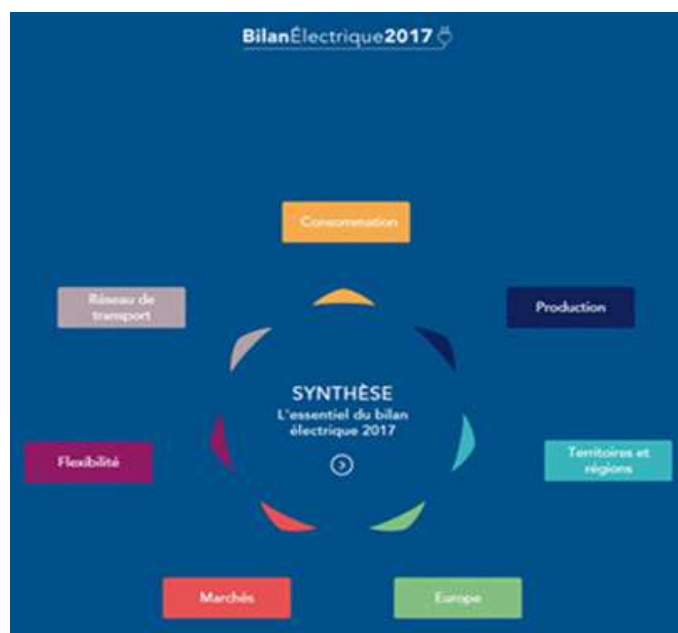 BilanÉlectrique2017
Consommation
Réseau de
transport
Production
SYNTHÈSE
L'essentiel du bilan
électrique 2017
Flexibilité
Territoires et
régions
Marchés
Europe